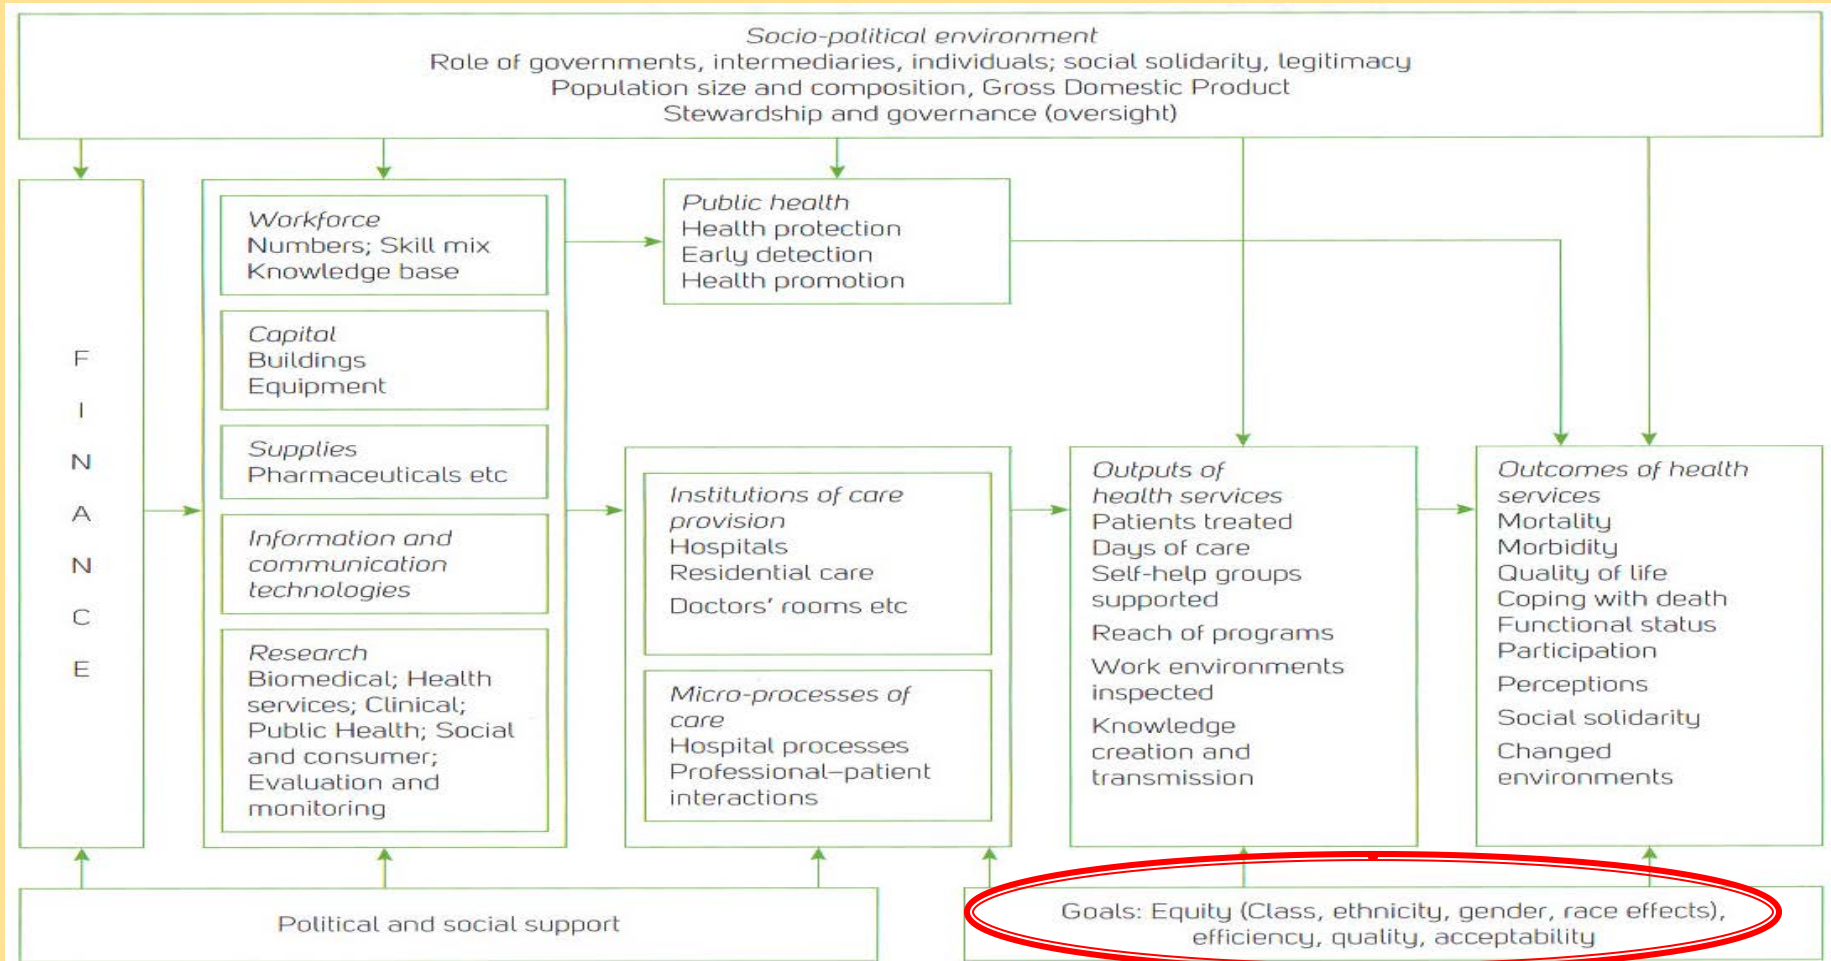 Socio-political environment
Role of governments, intermediaries, individuals; social solidarity, legitimacy
Population size and composition, Gross Domestic Product
Stewardship and governance (oversight)
F
I
N
A
N
C
E
Workforce
Numbers; Skill mix
Knowledge base
Capital
Buildings
Equipment
Supplies
Pharmaceuticals etc
Information and
communication
technologies
Research
Biomedical; Health
services; Clinical;
Public Health; Social
and consumer;
Evaluation and
monitoring
Public health
Health protection
Early detection
Health promotion
Institutions of care
provision
Hospitals
Residential care
Doctors' rooms etc
Micro-processes of
care
Hospital processes
Professional–patient
interactions
Outputs of
health services
Patients treated
Days of care
Self-help groups
supported
Reach of programs
Work environments
inspected
Knowledge
creation and
transmission
Outcomes of health
services
Mortality
Morbidity
Quality of life
Coping with death
Functional status
Participation
Perceptions
Social solidarity
Changed
environments
Political and social support
Goals: Equity (Class, ethnicity, gender, race effects),
efficiency, quality, acceptability